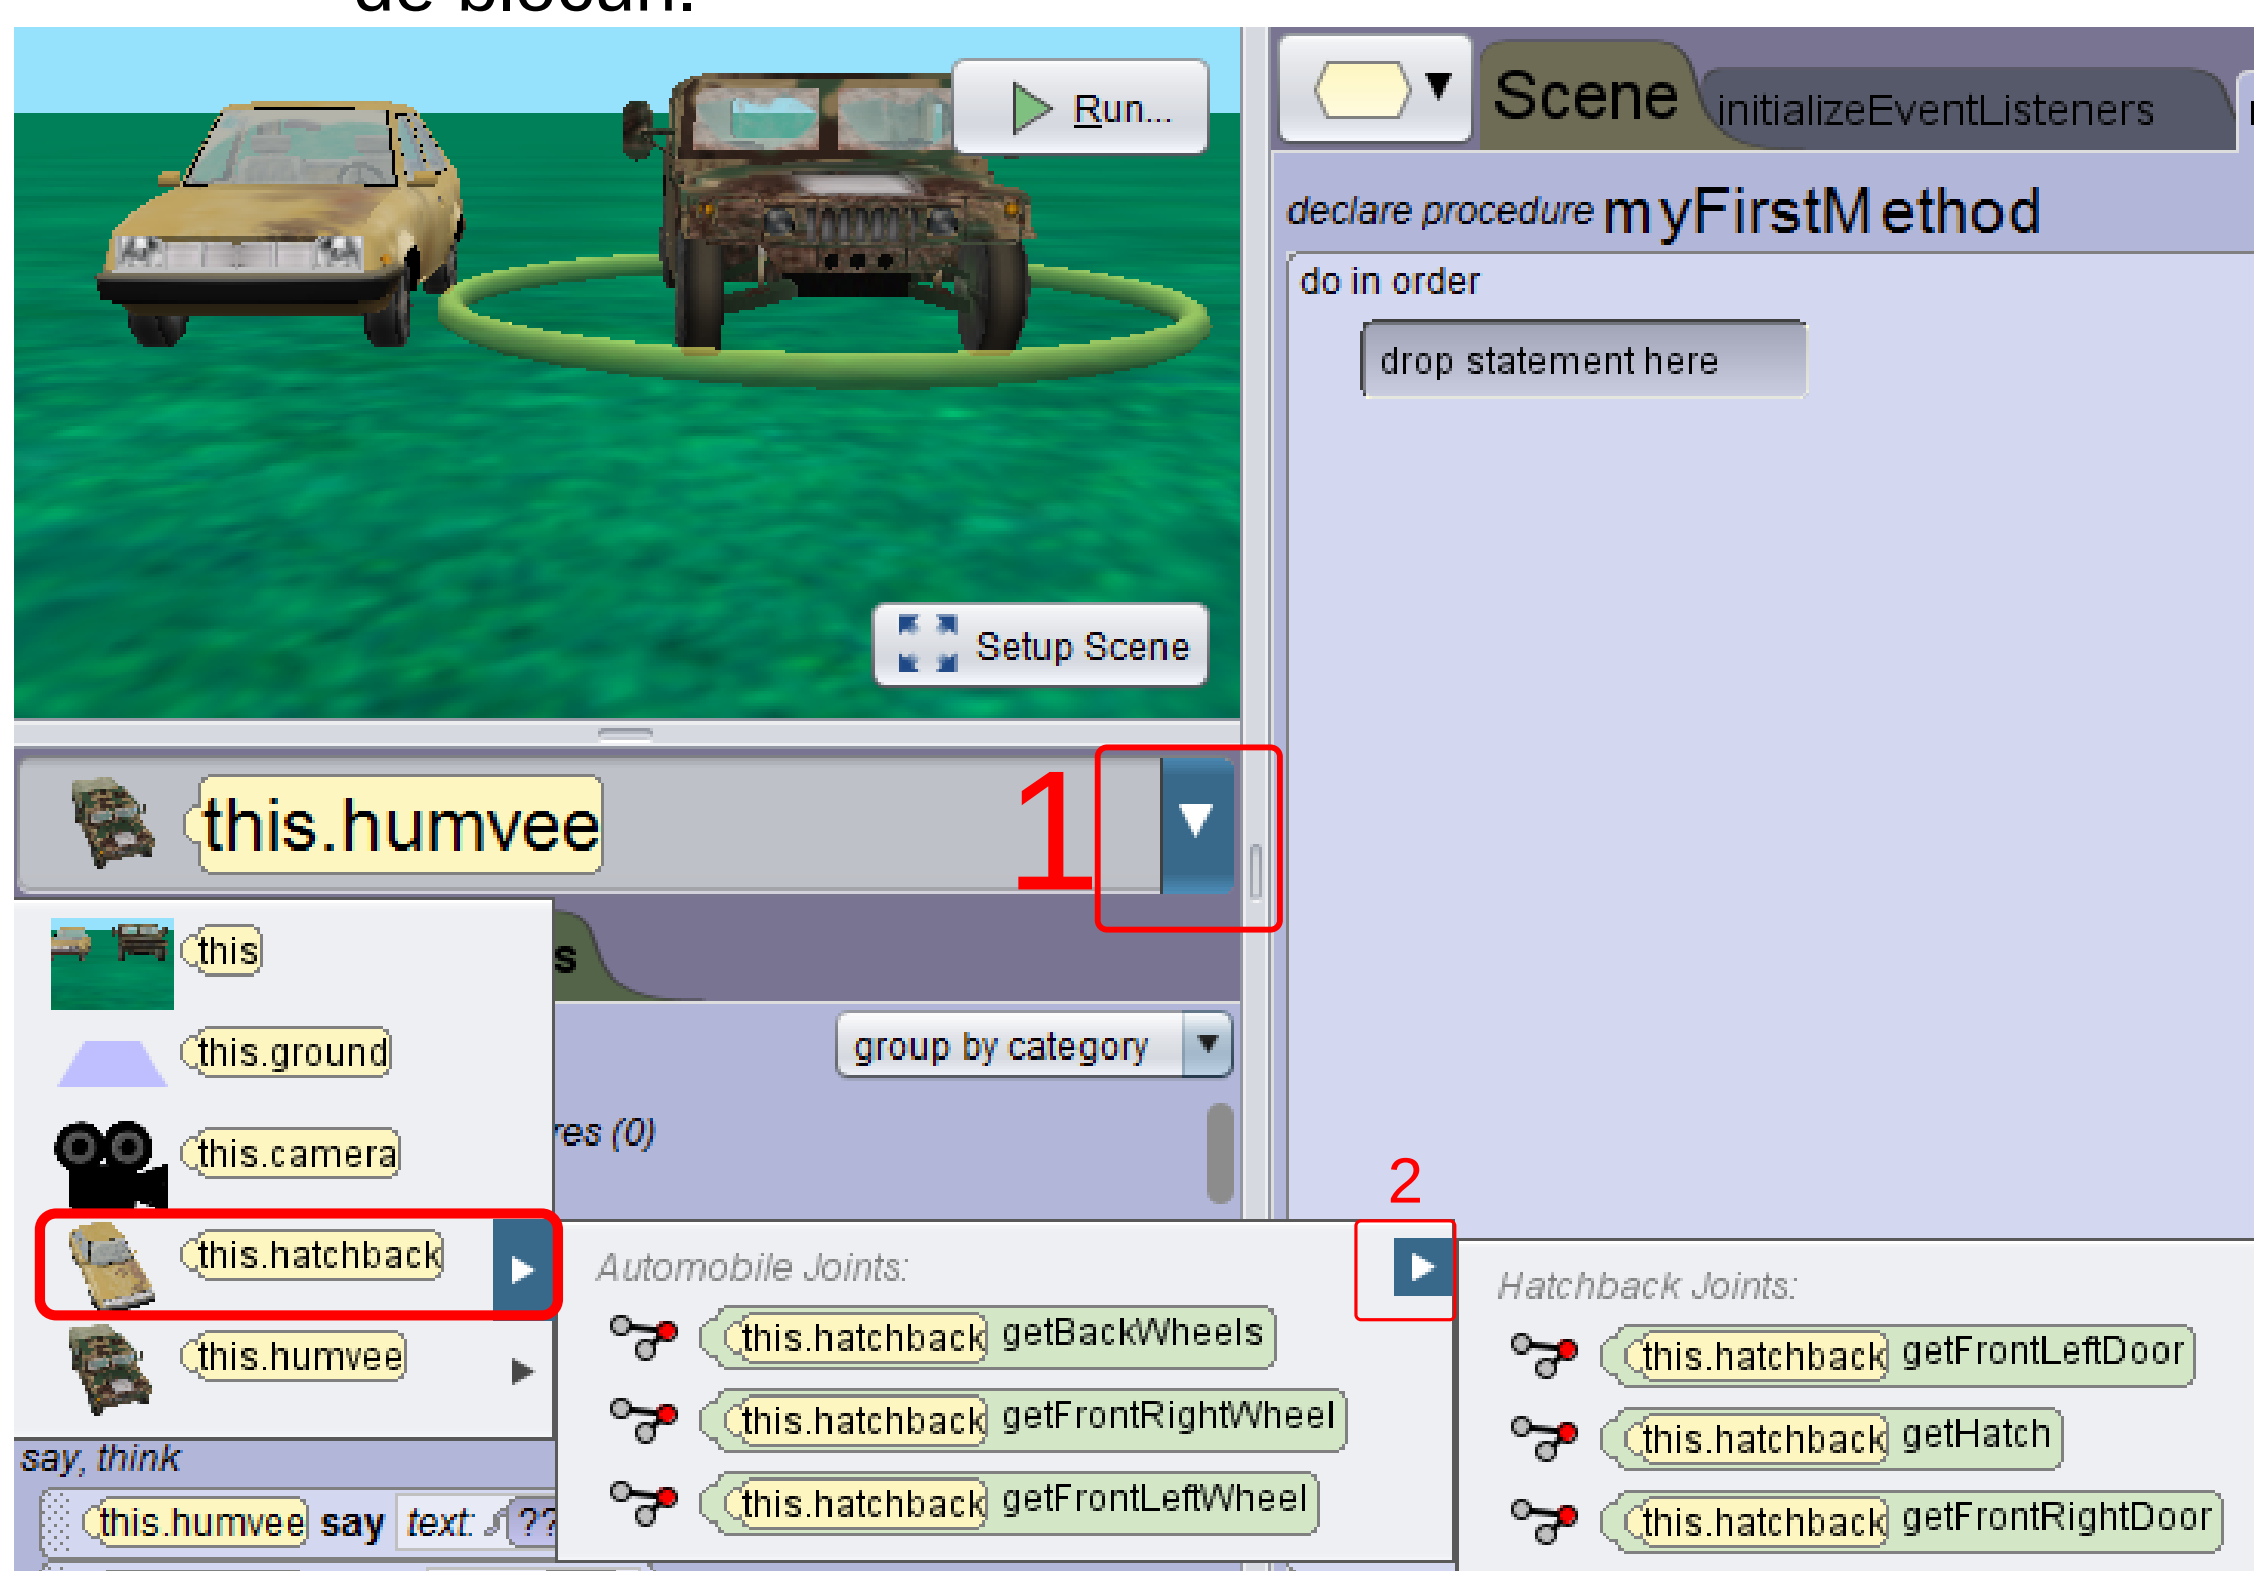 de blocuri.
Run...
Scene
initializeEventListeners
declare procedure myFirstMethod
do in order
drop statement here
Setup Scene
this.humvee
1
this
s
this.ground
group by category
this.camera
res (0)
2
this.hatchback
Automobile Joints:
Hatchback Joints:
this.hatchback getBackWheels
this.hatchback getFrontLeftDoor
this.humvee
this.hatchback getFrontRightWheel
this.hatchback getHatch
say, think
this.hatchback getFrontLeftWheel
this.hatchback getFrontRightDoor
this.humvee say text: ??